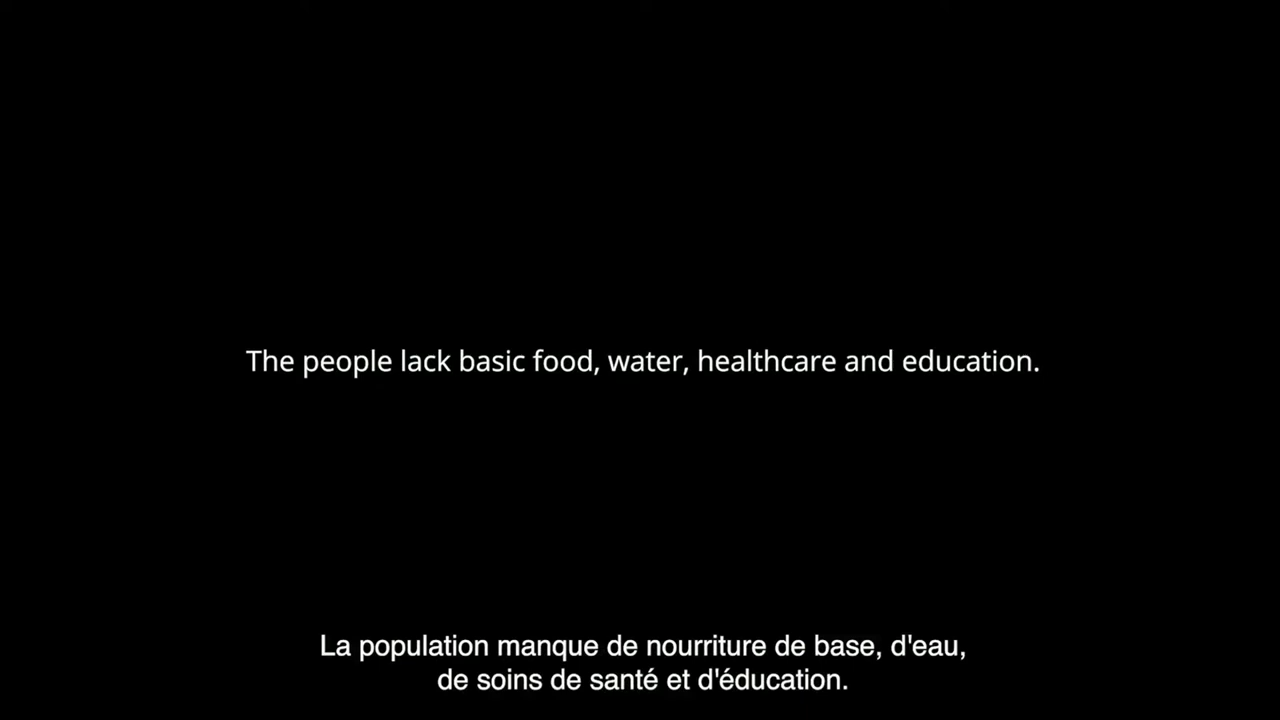 The people lack basic food, water, healthcare and education.
La population manque de nourriture de base, d'eau,
de soins de santé et d'éducation.